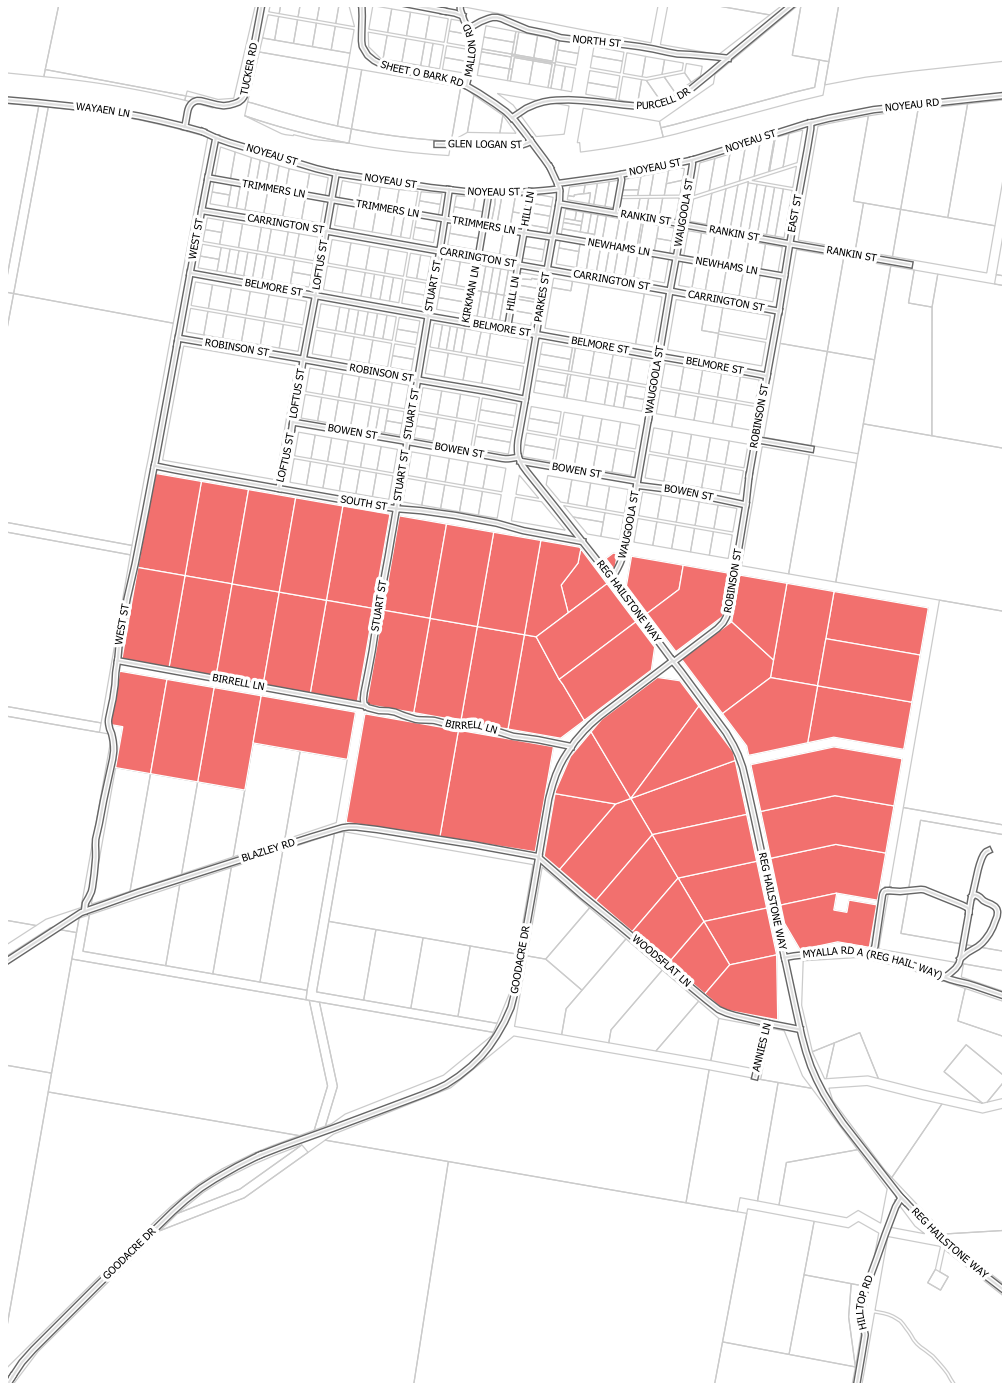 NORTH ST
MALLON RD
TUCKER RD
SHEET O BARK RD
PURCELL DR
NOYEAU RD
WAYAEN LN
GLEN LOGAN ST
NOYEAU ST
NOYEAU ST
NOYEAU ST
NOYEAU ST
NOYEAU ST
TRIMMERS LN
TRIMMERS LN
TRIMMERS LN
HILL LN
RANKIN ST
RANKIN ST
RANKIN ST
WAUGOOLA ST
EAST ST
WEST ST
CARRINGTON ST
CARRINGTON ST
CARRINGTON ST
CARRINGTON ST
NEWHAMS LN
NEWHAMS LN
LOFTUS ST
STUART ST
KIRKMAN LN
HILL LN
PARKES ST
BELMORE ST
BELMORE ST
BELMORE ST
BELMORE ST
ROBINSON ST
ROBINSON ST
LOFTUS ST
STUART ST
WAUGOOLA ST
ROBINSON ST
BOWEN ST
BOWEN ST
BOWEN ST
BOWEN ST
LOFTUS ST
STUART ST
SOUTH ST
WAUGOOLA ST
ROBINSON ST
REG HAILSTONE WAY
STUART ST
WEST ST
BIRRELL LN
BIRRELL LN
BLAZLEY RD
REG HAILSTONE WAY
GOODACRE DR
WOODSFLAT LN
MYALLA RD A (REG HAIL WAY)
ANNIES LN
GOODACRE DR
REG HAILSTONE WAY
HILLTOP RD